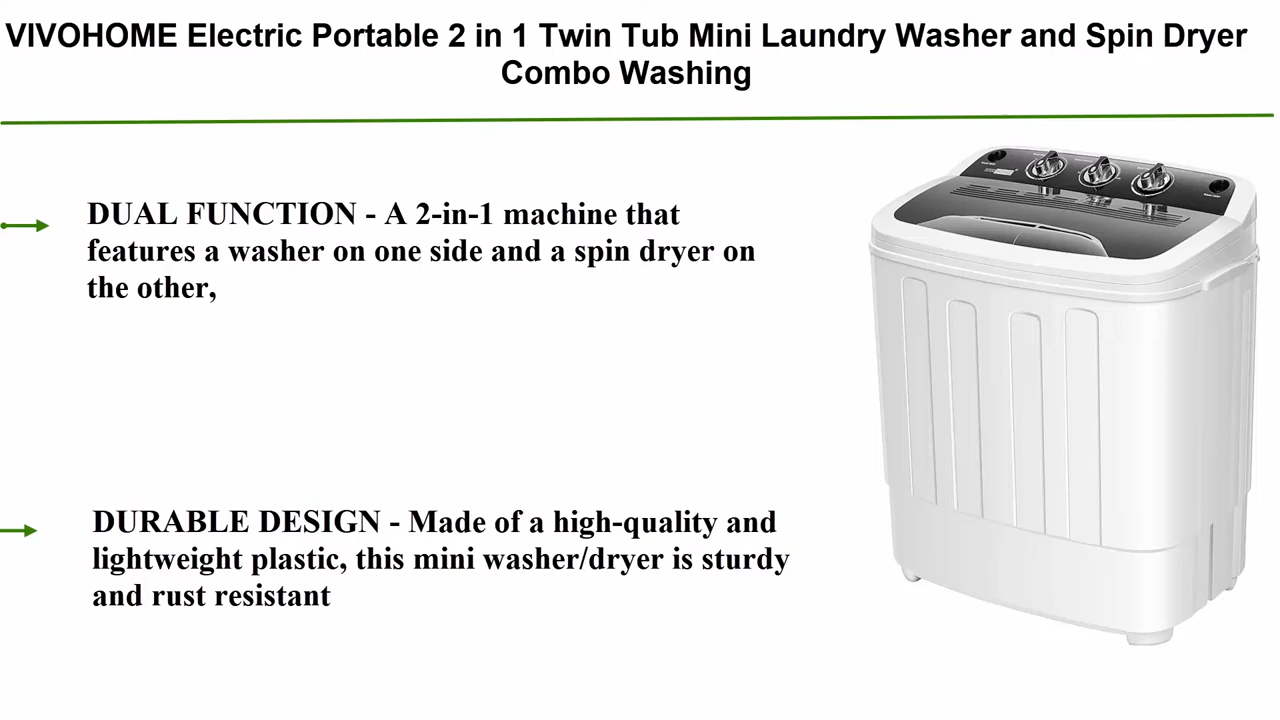 VIVOHOME Electric Portable 2 in 1 Twin Tub Mini Laundry Washer and Spin Dryer
Combo Washing
DUAL FUNCTION - A 2-in-1 machine that
features a washer on one side and a spin dryer on
the other,
DURABLE DESIGN - Made of a high-quality and
lightweight plastic, this mini washer/dryer is sturdy
and rust resistant